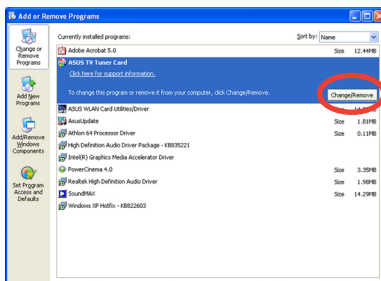 Add or Remove Programs
Change or Remove Programs
Currently installed programs:
Sort by: Name
Adobe Acrobat 5.0 Size 12.44MB
ASUS TV Tuner Card
Click here for support information.
To change this program or remove it from your computer, click Change/Remove.
Change/Remove
Add New Programs
ASUS WLAN Card Utilities/Driver
AsusUpdate Size 1.81MB
Athlon 64 Processor Driver Size 0.11MB
Add/Remove Windows Components
High Definition Audio Driver Package - KB835221
Intel(R) Graphics Media Accelerator Driver
PowerCinema 4.0 Size 3.35MB
Set Program Access and Defaults
Realtek High Definition Audio Driver Size 1.98MB
SoundMAX Size 14.29MB
Windows XP Hotfix - KB822603